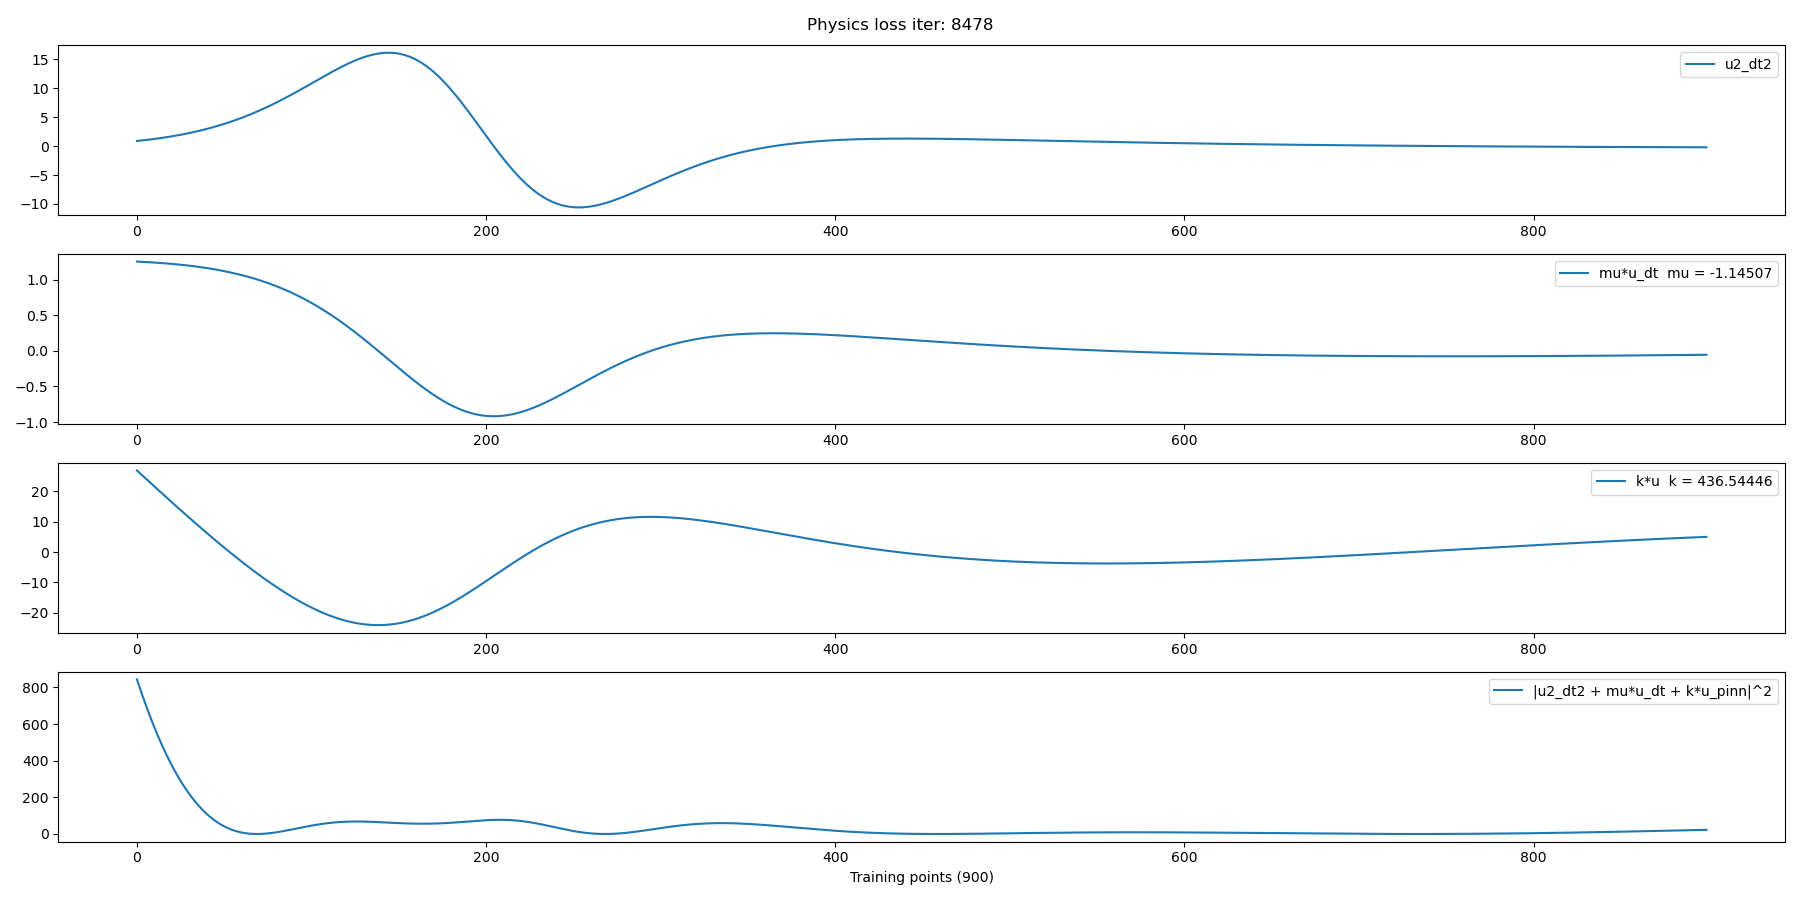 Physics loss iter: 8478
15
10
5
0
−5
−10
u2_dt2
0 200 400 600 800
1.0
0.5
0.0
−0.5
−1.0
mu*u_dt  mu = -1.14507
0 200 400 600 800
20
10
0
−10
−20
k*u  k = 436.54446
0 200 400 600 800
800
600
400
200
0
|u2_dt2 + mu*u_dt + k*u_pinn|^2
0 200 400 600 800
Training points (900)